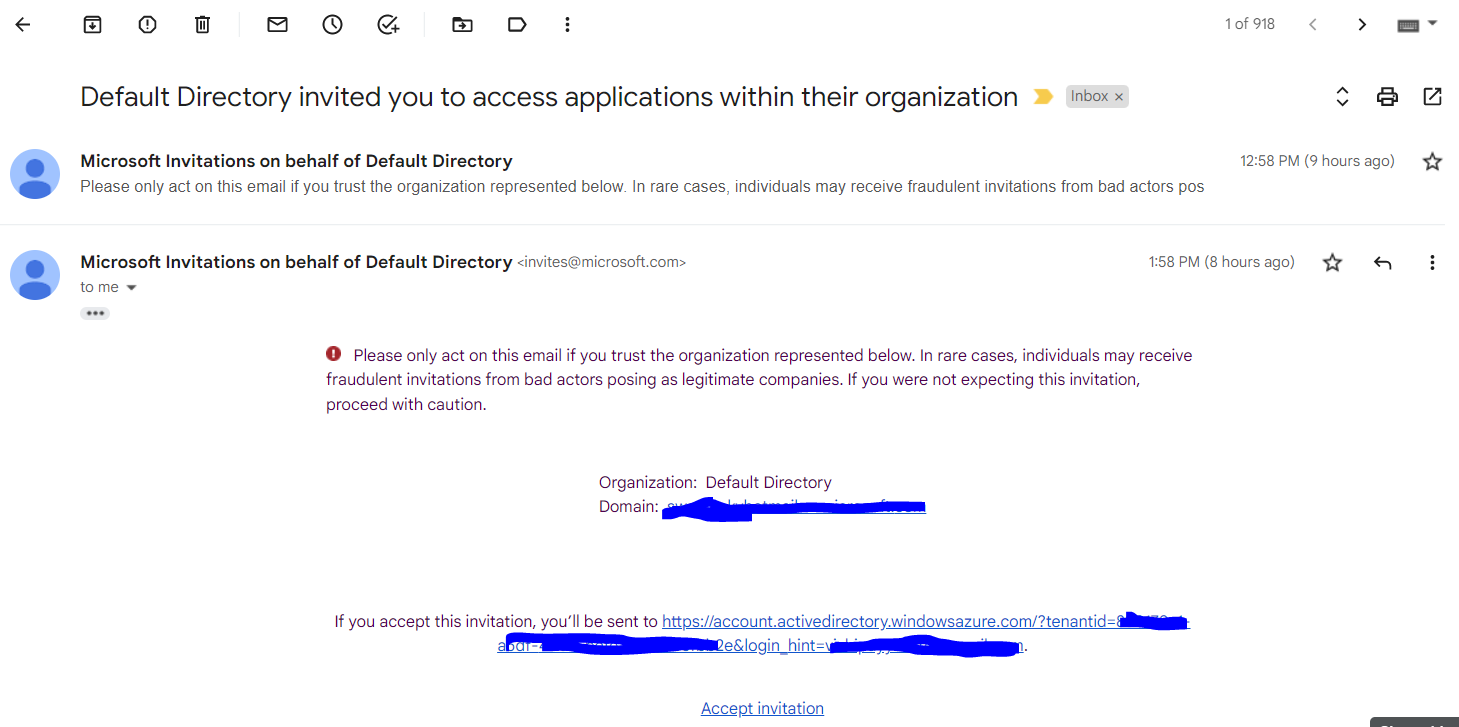 1 of 918
Default Directory invited you to access applications within their organization
Inbox ×
Microsoft Invitations on behalf of Default Directory
12:58 PM (9 hours ago)
Please only act on this email if you trust the organization represented below. In rare cases, individuals may receive fraudulent invitations from bad actors pos
Microsoft Invitations on behalf of Default Directory <invites@microsoft.com>
1:58 PM (8 hours ago)
to me
Please only act on this email if you trust the organization represented below. In rare cases, individuals may receive
fraudulent invitations from bad actors posing as legitimate companies. If you were not expecting this invitation,
proceed with caution.
Organization: Default Directory
Domain:
If you accept this invitation, you’ll be sent to https://account.activedirectory.windowsazure.com/?tenantid=
2e&login_hint=
Accept invitation